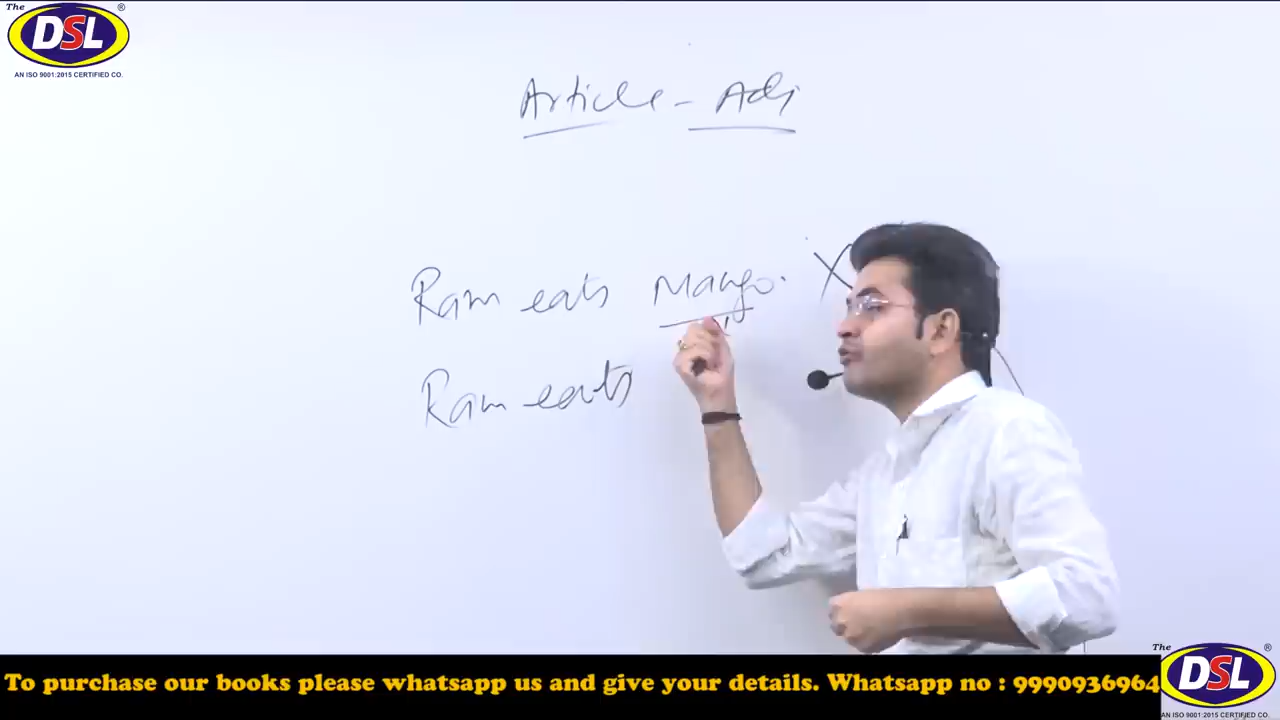 The ®
DSL
AN ISO 9001:2015 CERTIFIED CO.
Article - Adj
Ram eats Mango. X
Ram eats
To purchase our books please whatsapp us and give your details. Whatsapp no : 9990936964
The ®
DSL
AN ISO 9001:2015 CERTIFIED CO.